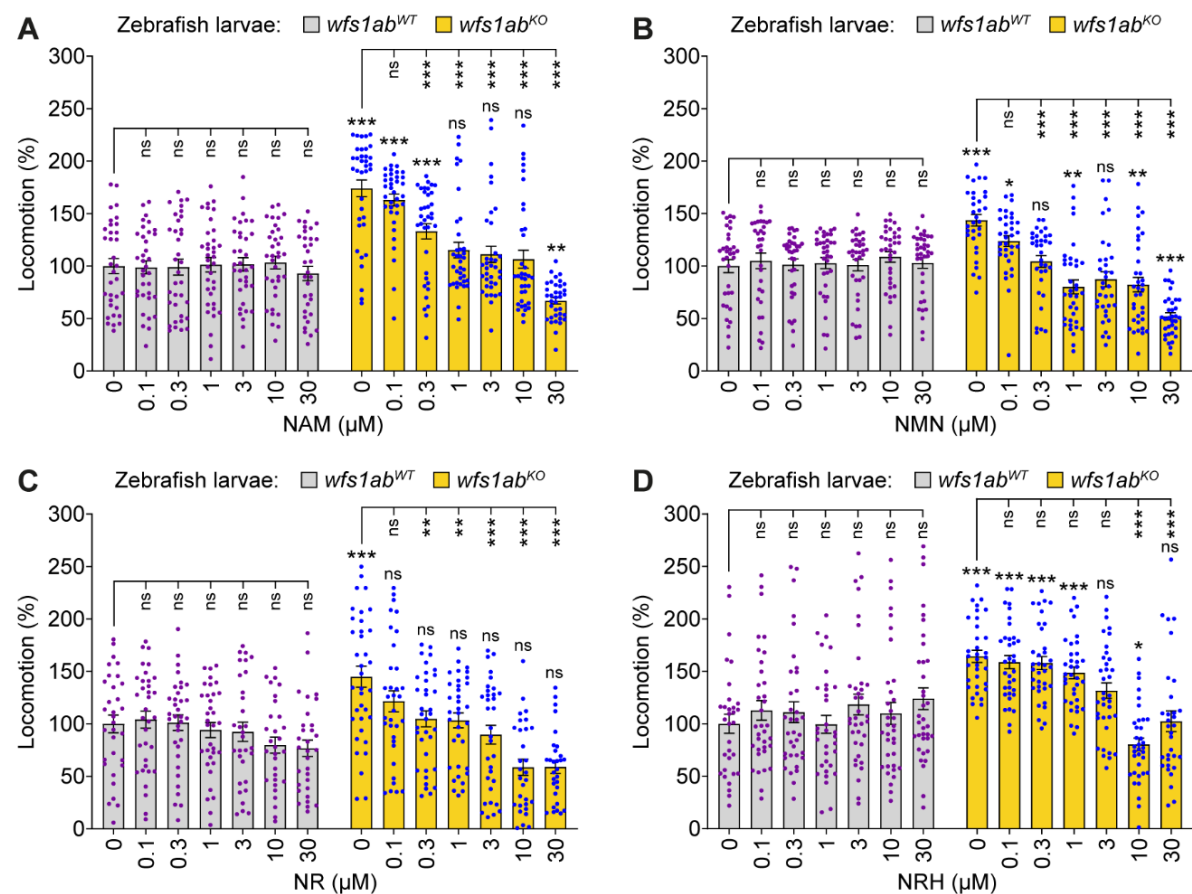 A
Zebrafish larvae: wfs1ab^WT wfs1ab^KO
Locomotion (%)
300
250
200
150
100
50
0
ns ns ns ns ns ns
ns *** *** *** *** ***
*** *** *** ns ns ns **
0 0.1 0.3 1 3 10 30 0 0.1 0.3 1 3 10 30
NAM (µM)
B
Zebrafish larvae: wfs1ab^WT wfs1ab^KO
Locomotion (%)
300
250
200
150
100
50
0
ns ns ns ns ns ns
ns *** *** *** *** ***
*** * ns ** ns ** ***
0 0.1 0.3 1 3 10 30 0 0.1 0.3 1 3 10 30
NMN (µM)
C
Zebrafish larvae: wfs1ab^WT wfs1ab^KO
Locomotion (%)
300
250
200
150
100
50
0
ns ns ns ns ns ns
ns ** ** *** *** ***
*** ns ns ns ns ns ns
0 0.1 0.3 1 3 10 30 0 0.1 0.3 1 3 10 30
NR (µM)
D
Zebrafish larvae: wfs1ab^WT wfs1ab^KO
Locomotion (%)
300
250
200
150
100
50
0
ns ns ns ns ns ns
ns ns ns ns *** ***
*** *** *** *** ns * ns
0 0.1 0.3 1 3 10 30 0 0.1 0.3 1 3 10 30
NRH (µM)